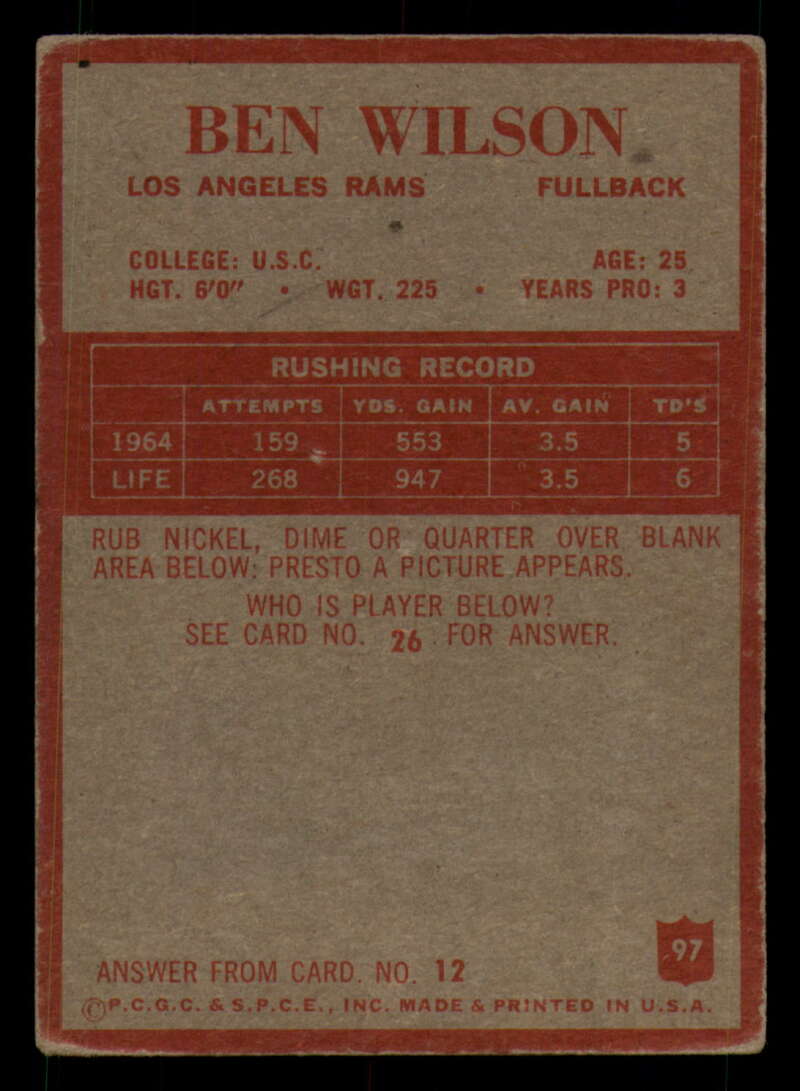 BEN WILSON
LOS ANGELES RAMS FULLBACK
COLLEGE: U.S.C. AGE: 25
HGT. 6'0" • WGT. 225 • YEARS PRO: 3
RUSHING RECORD
ATTEMPTS YDS. GAIN AV. GAIN TD'S
1964 159 553 3.5 5
LIFE 268 947 3.5 6
RUB NICKEL, DIME OR QUARTER OVER BLANK
AREA BELOW: PRESTO A PICTURE APPEARS.
WHO IS PLAYER BELOW?
SEE CARD NO. 26 FOR ANSWER.
97
ANSWER FROM CARD. NO. 12
©P.C.G.C. & S.P.C.E., INC. MADE & PRINTED IN U.S.A.